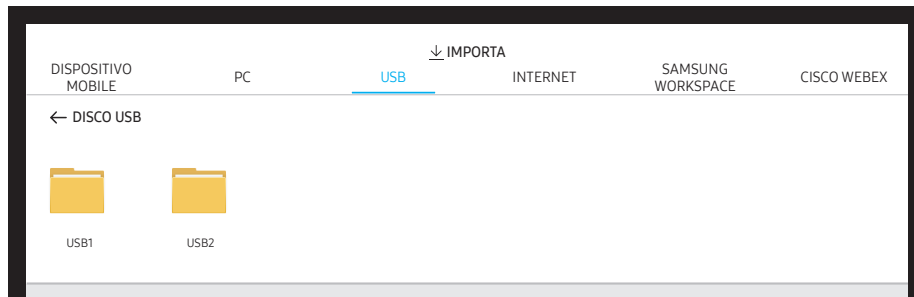 IMPORTA
DISPOSITIVO
MOBILE
PC
USB
INTERNET
SAMSUNG
WORKSPACE
CISCO WEBEX
DISCO USB
USB1
USB2